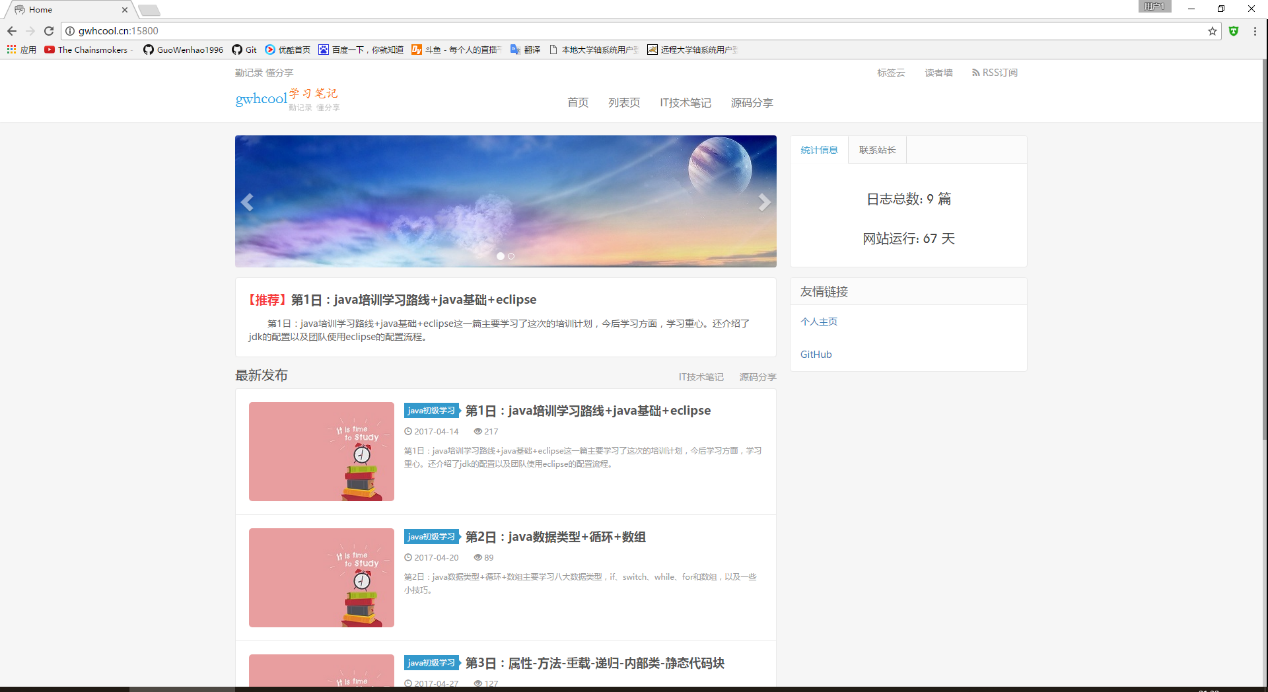 Home
用户1
gwhcool.cn:15800
应用 The Chainsmokers - GuoWenhao1996 Git 优酷首页 百度一下，你就知道 斗鱼 - 每个人的直播 翻译 本地大学轴系统用户 远程大学轴系统用户
勤记录 懂分享
标签云 读者墙 RSS订阅
gwhcool 学习笔记
勤记录 懂分享
首页 列表页 IT技术笔记 源码分享
统计信息 联系站长
日志总数: 9 篇
网站运行: 67 天
【推荐】第1日：java培训学习路线+java基础+eclipse
第1日：java培训学习路线+java基础+eclipse这一篇主要学习了这次的培训计划，今后学习方面，学习重心。还介绍了
jdk的配置以及团队使用eclipse的配置流程。
友情链接
个人主页
GitHub
最新发布
IT技术笔记 源码分享
It is time
to study
java初级学习 第1日：java培训学习路线+java基础+eclipse
2017-04-14 217
第1日：java培训学习路线+java基础+eclipse这一篇主要学习了这次的培训计划，今后学习方面，学习
重心。还介绍了jdk的配置以及团队使用eclipse的配置流程。
It is time
to study
java初级学习 第2日：java数据类型+循环+数组
2017-04-20 89
第2日：java数据类型+循环+数组主要学习八大数据类型，if、switch、while、for和数组，以及一些
小技巧。
It is time
java初级学习 第3日：属性-方法-重载-递归-内部类-静态代码块
2017-04-27 127